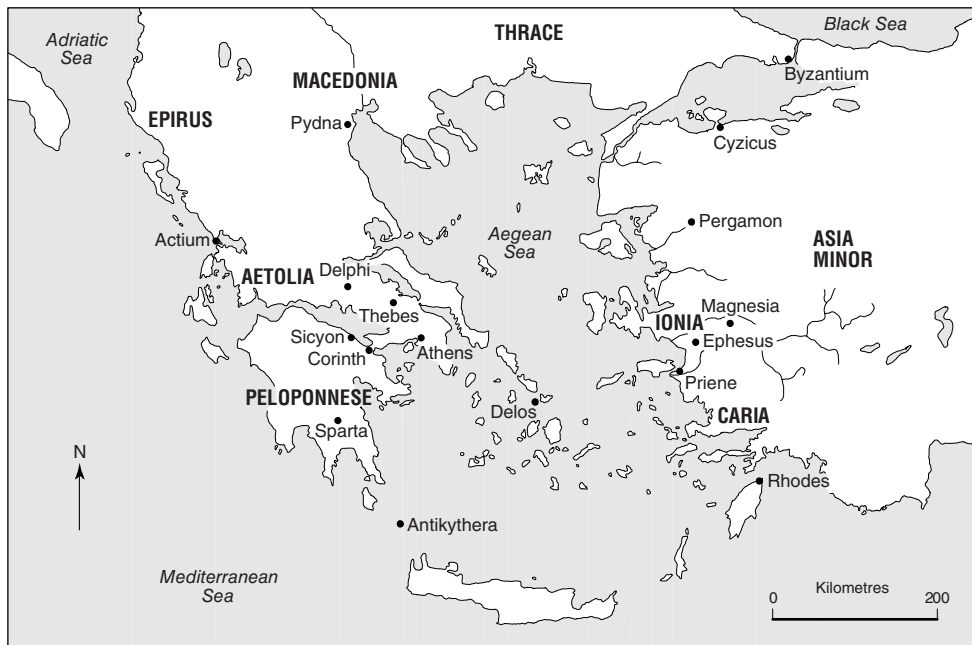 Adriatic
Sea
THRACE
Black Sea
Byzantium
MACEDONIA
EPIRUS
Pydna
Cyzicus
Pergamon
Actium
Aegean
Sea
ASIA
MINOR
AETOLIA
Delphi
Thebes
Magnesia
IONIA
Sicyon
Corinth
Athens
Ephesus
Priene
PELOPONNESE
Delos
CARIA
Sparta
N
Rhodes
Antikythera
Mediterranean
Sea
Kilometres
0 200